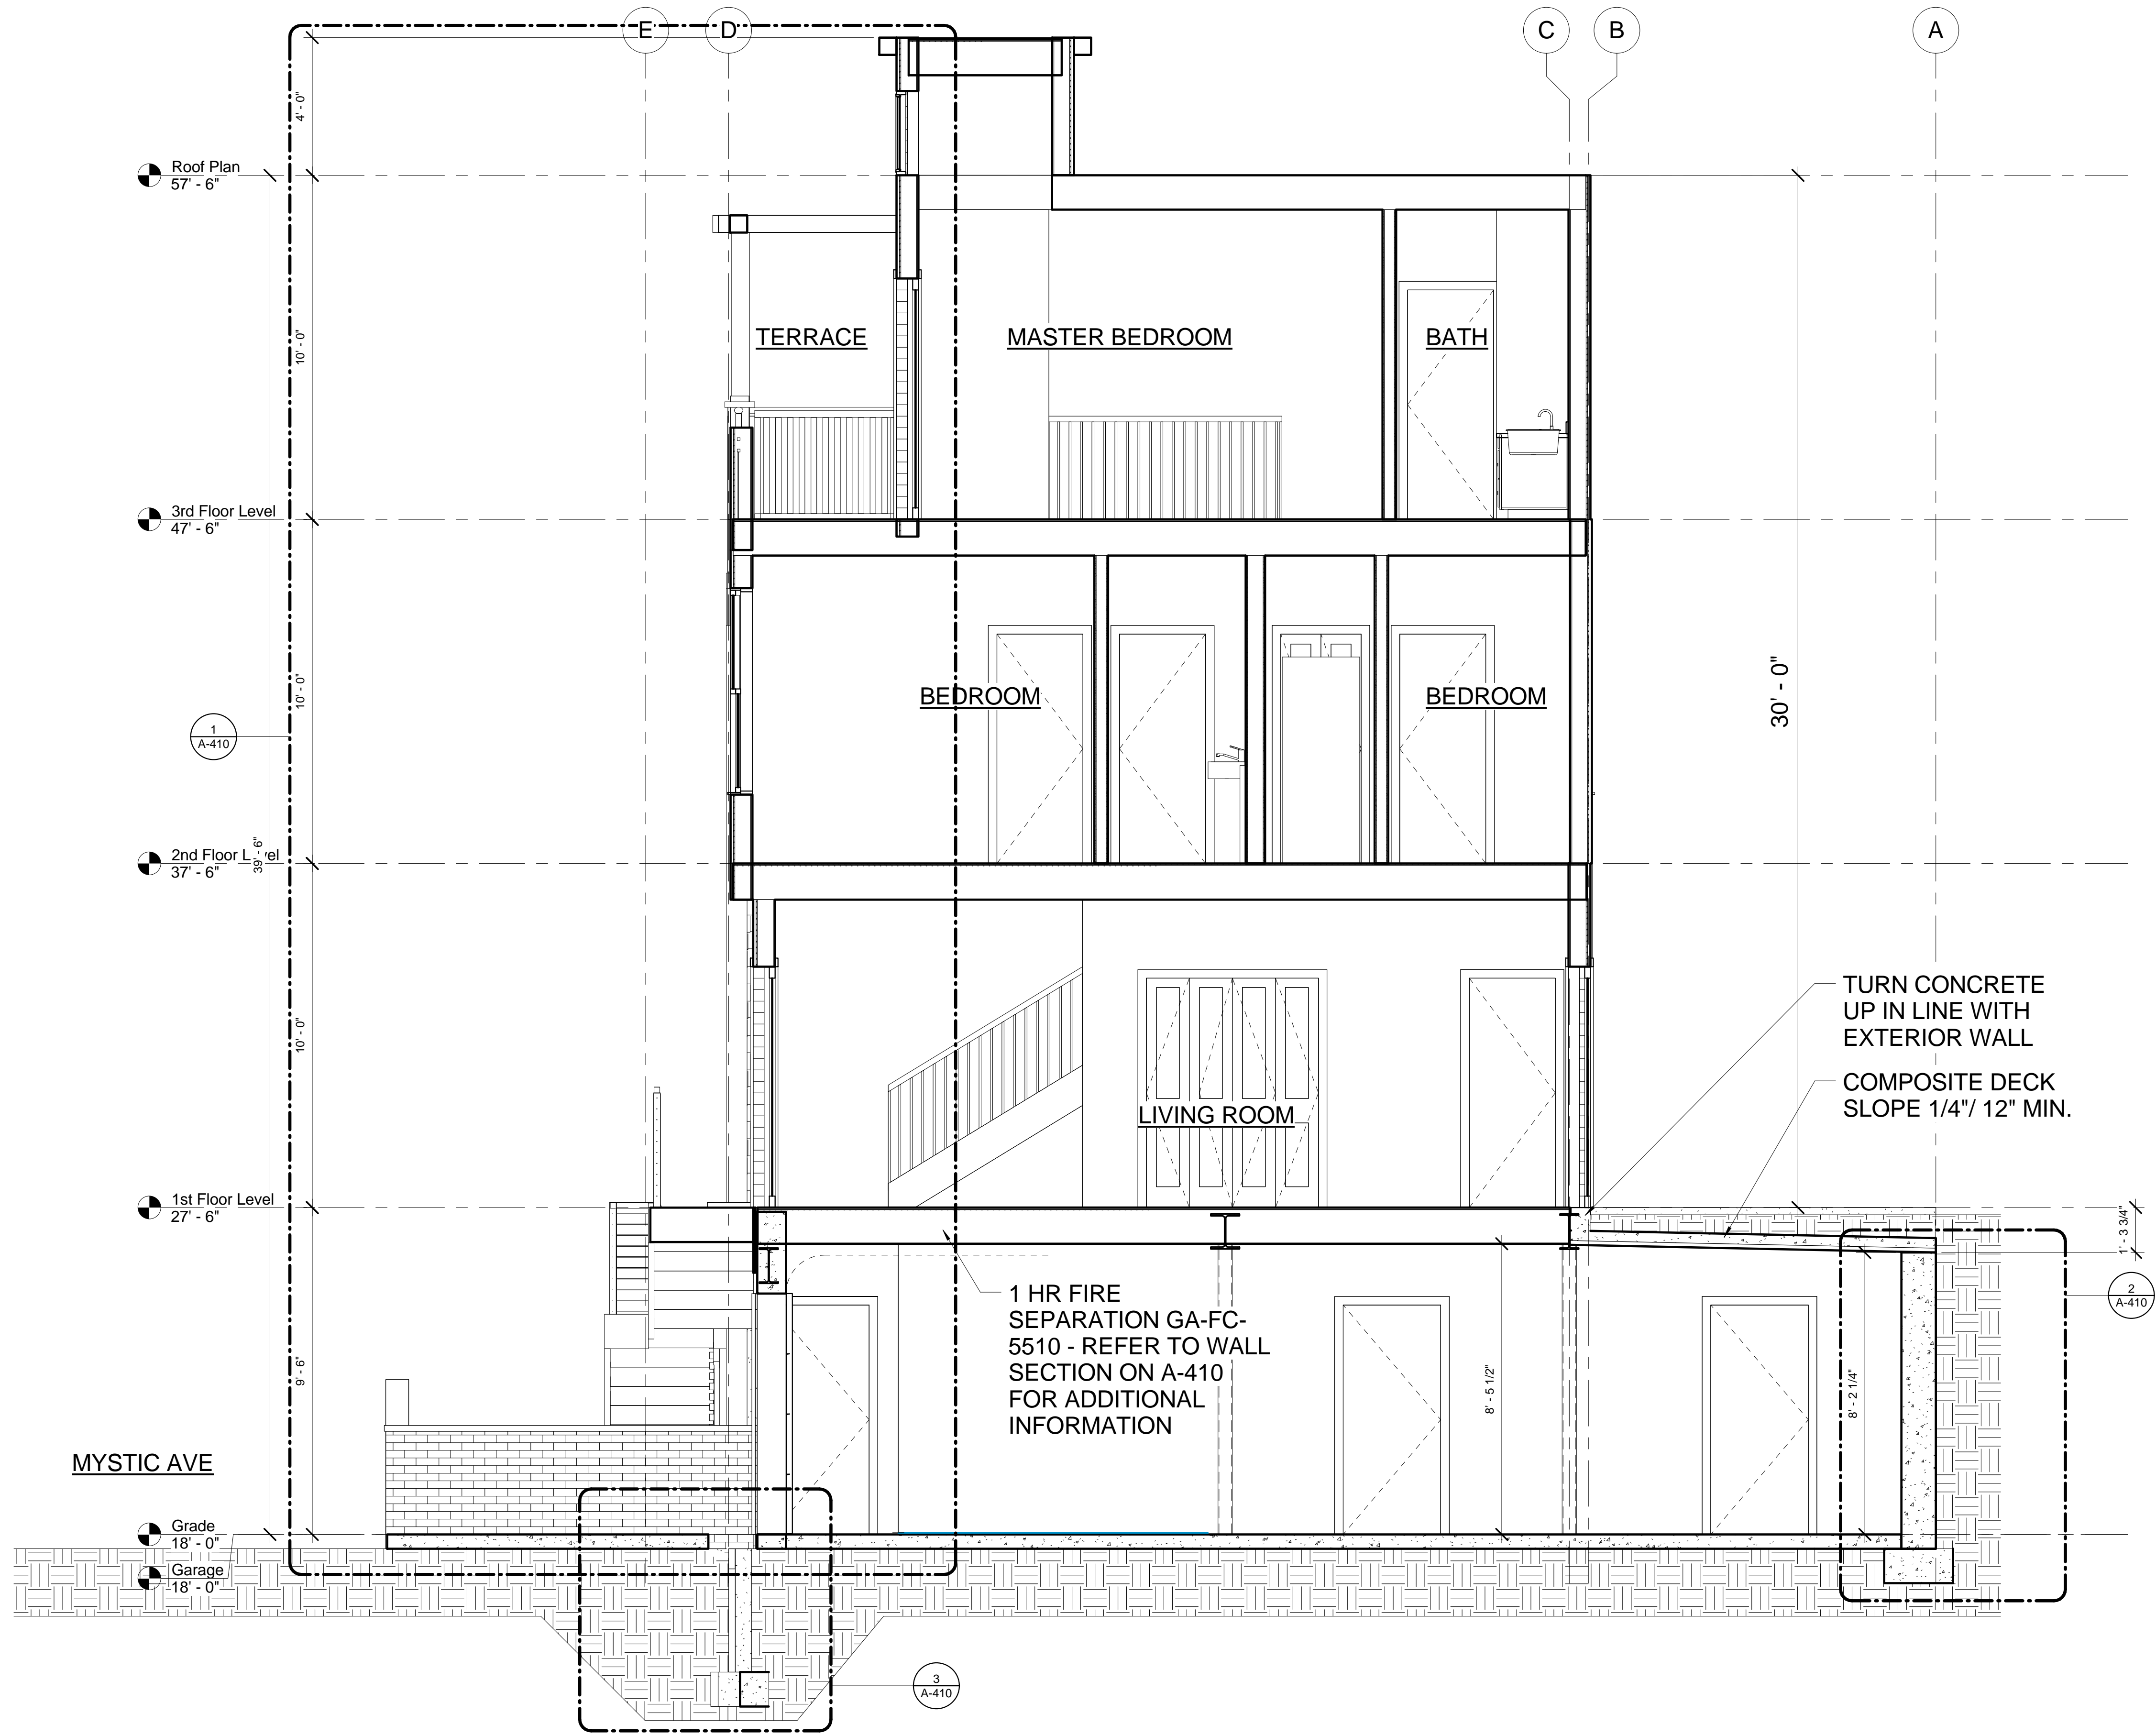 E
D
C
B
A
4' - 0"
Roof Plan
57' - 6"
TERRACE
MASTER BEDROOM
BATH
10' - 0"
3rd Floor Level
47' - 6"
30' - 0"
10' - 0"
BEDROOM
BEDROOM
1
A-410
2nd Floor Level
37' - 6"
39' - 6"
TURN CONCRETE
UP IN LINE WITH
EXTERIOR WALL
10' - 0"
COMPOSITE DECK
SLOPE 1/4"/ 12" MIN.
LIVING ROOM
1st Floor Level
27' - 6"
1' - 3 3/4"
2
A-410
1 HR FIRE
SEPARATION GA-FC-
5510 - REFER TO WALL
SECTION ON A-410
FOR ADDITIONAL
INFORMATION
9' - 6"
8' - 5 1/2"
8' - 2 1/4"
MYSTIC AVE
Grade
18' - 0"
Garage
18' - 0"
3
A-410